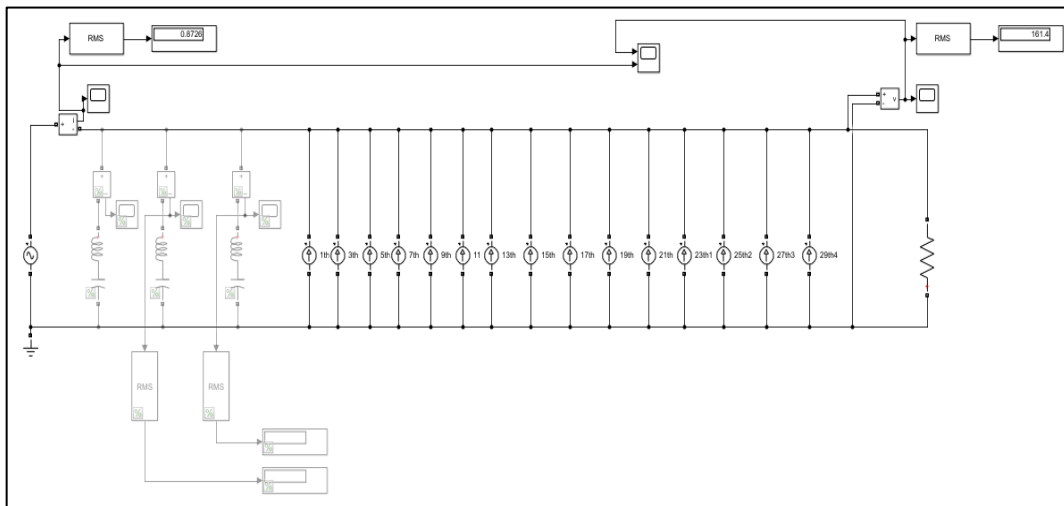 RMS
0.8726
RMS
161.4
i
+
-
+
-
v
1th
3th
5th
7th
9th
11
13th
15th
17th
19th
21th
23th1
25th2
27th3
29th4
RMS
RMS